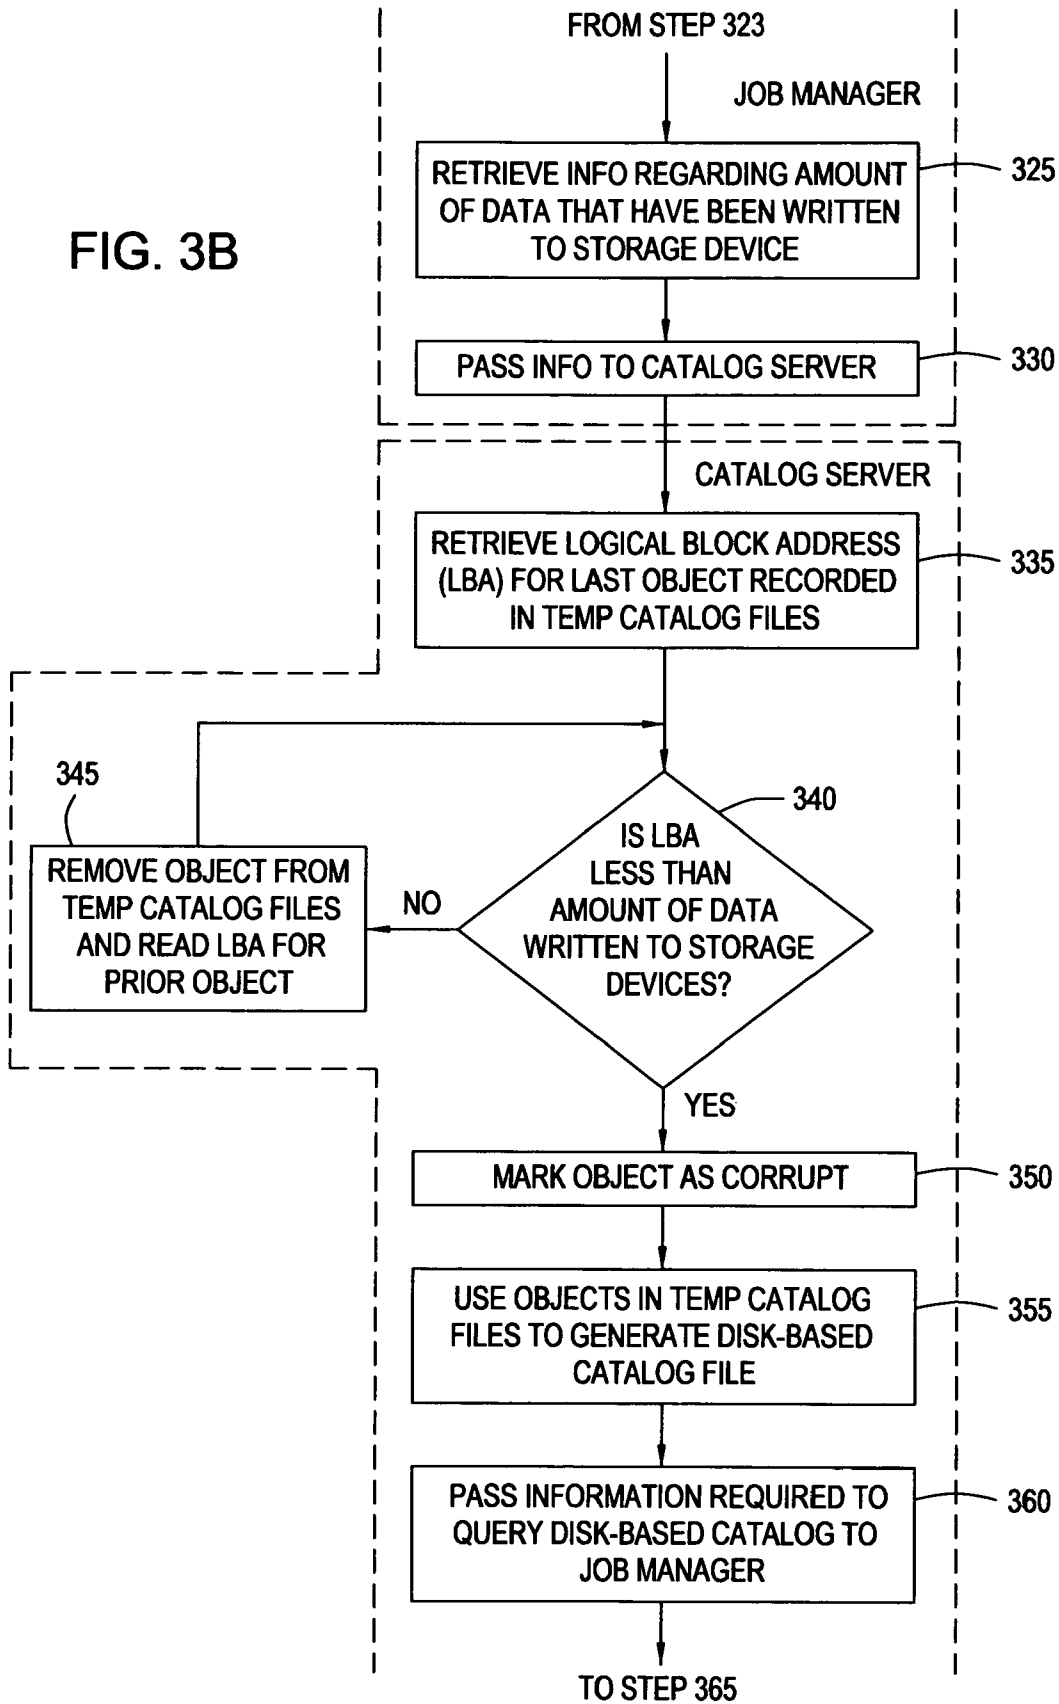 FROM STEP 323
JOB MANAGER
RETRIEVE INFO REGARDING AMOUNT
OF DATA THAT HAVE BEEN WRITTEN
TO STORAGE DEVICE
325
FIG. 3B
PASS INFO TO CATALOG SERVER
330
CATALOG SERVER
RETRIEVE LOGICAL BLOCK ADDRESS
(LBA) FOR LAST OBJECT RECORDED
IN TEMP CATALOG FILES
335
345
340
IS LBA
LESS THAN
AMOUNT OF DATA
WRITTEN TO STORAGE
DEVICES?
NO
REMOVE OBJECT FROM
TEMP CATALOG FILES
AND READ LBA FOR
PRIOR OBJECT
YES
MARK OBJECT AS CORRUPT
350
USE OBJECTS IN TEMP CATALOG
FILES TO GENERATE DISK-BASED
CATALOG FILE
355
PASS INFORMATION REQUIRED TO
QUERY DISK-BASED CATALOG TO
JOB MANAGER
360
TO STEP 365